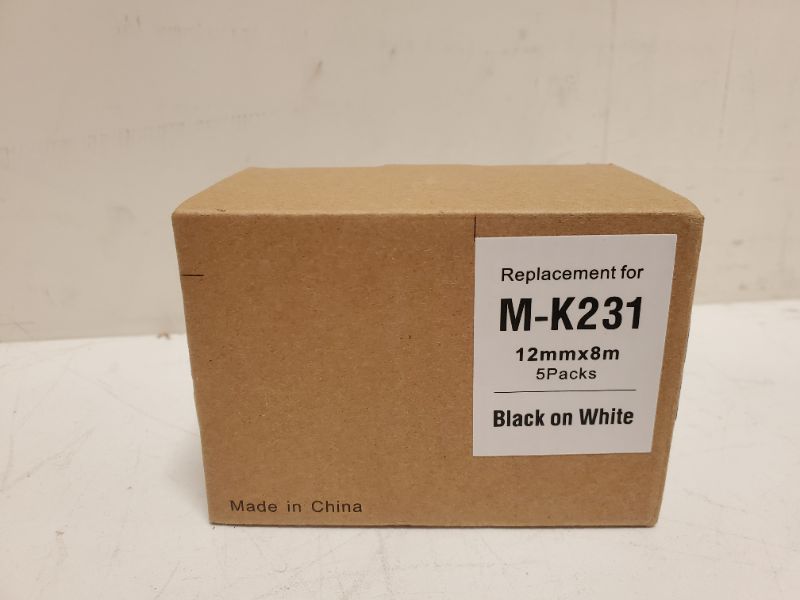 Replacement for
M-K231
12mmx8m
5Packs
Black on White
Made in China